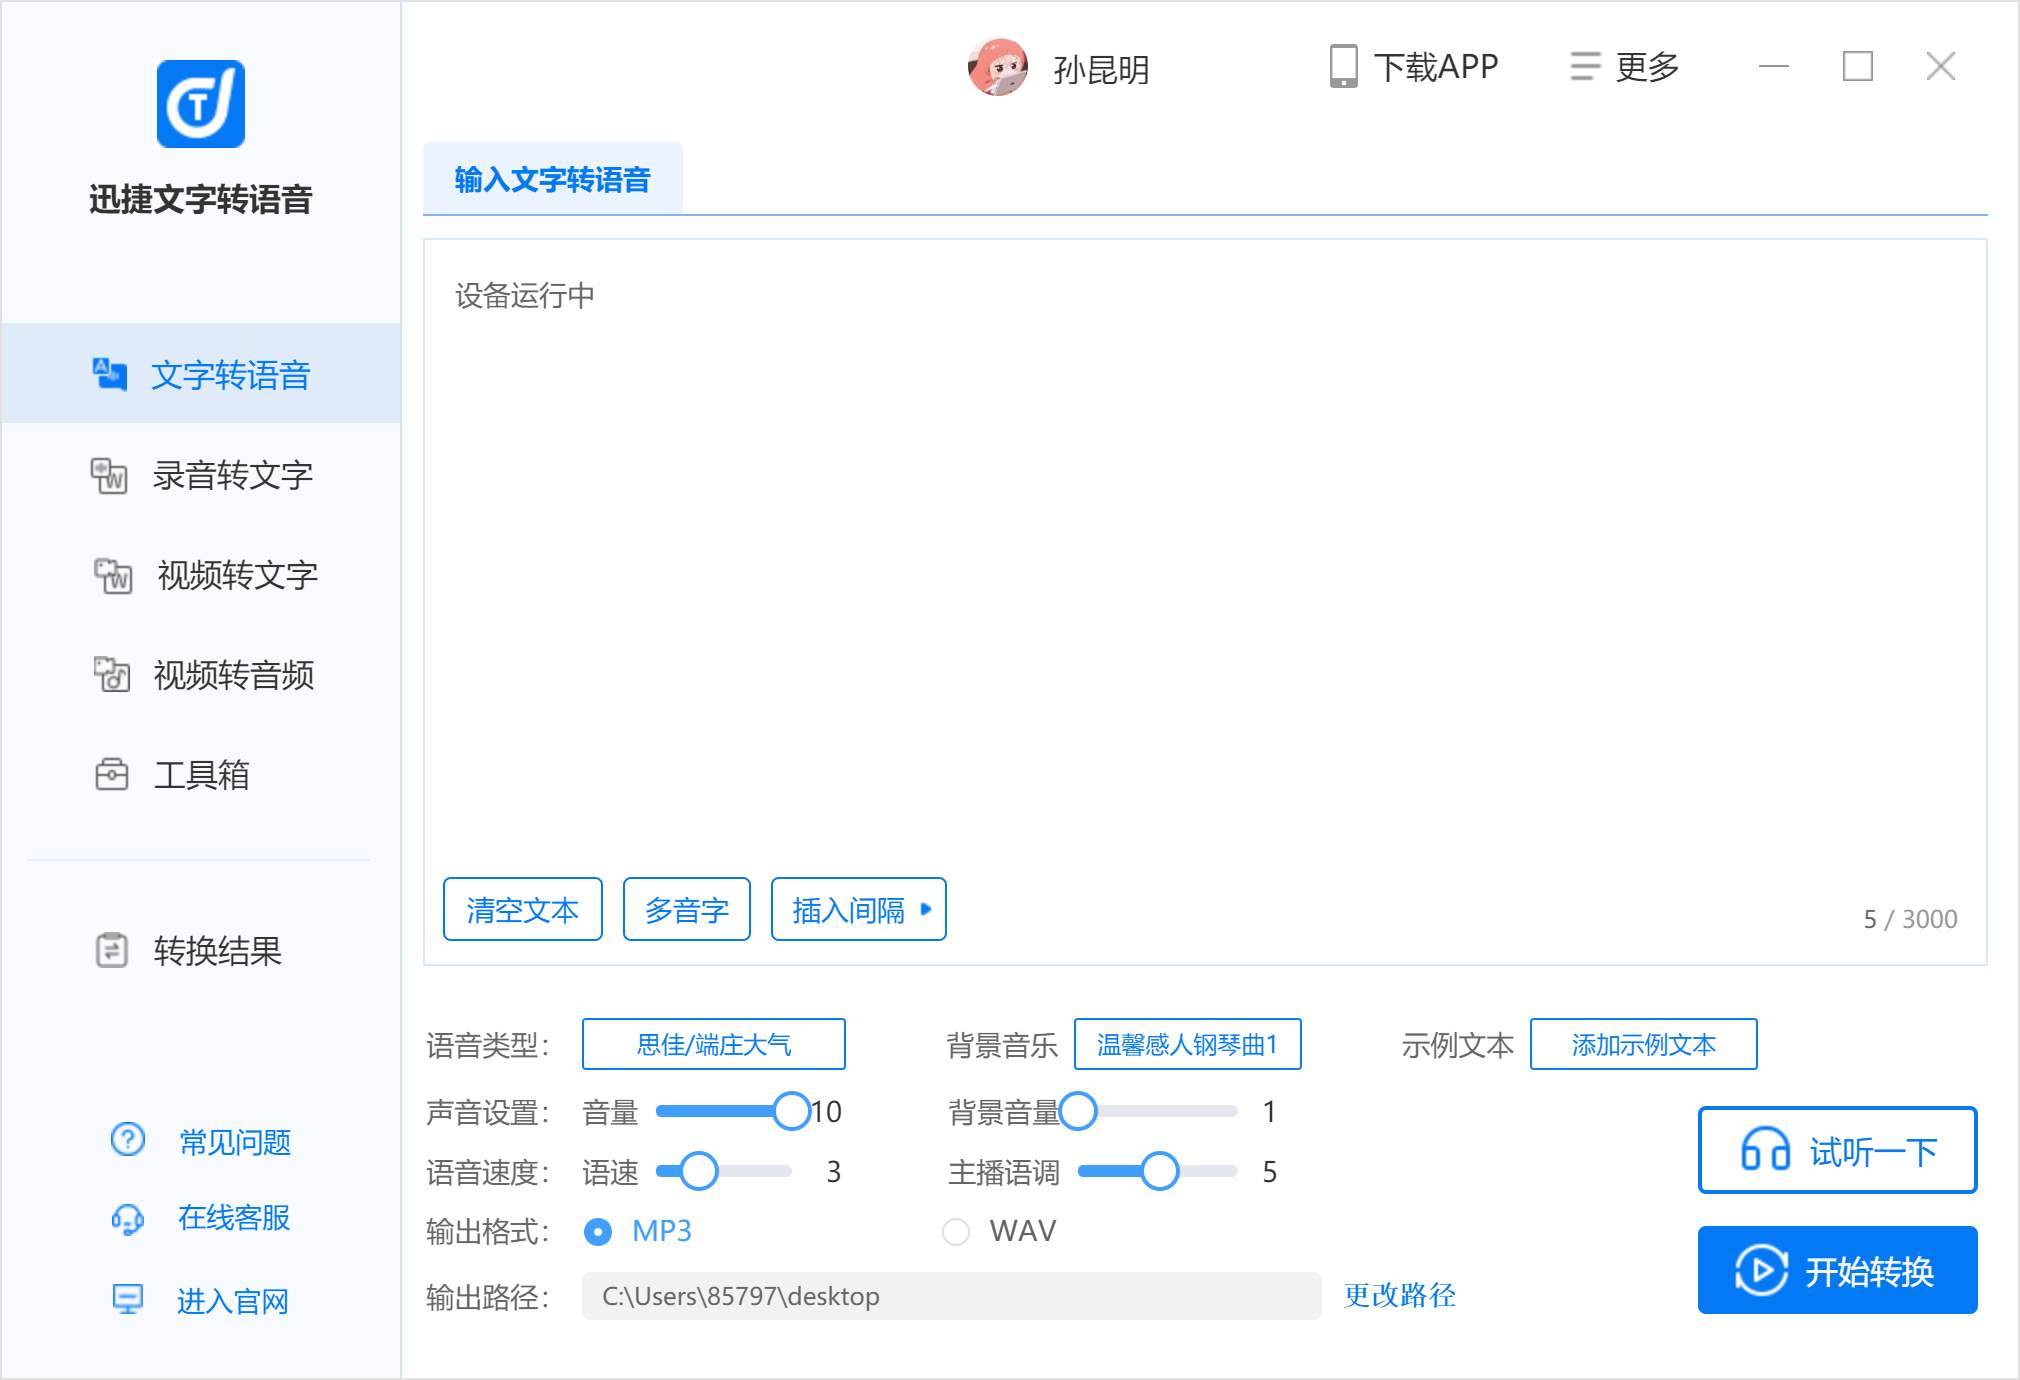 迅捷文字转语音
文字转语音
录音转文字
视频转文字
视频转音频
工具箱
转换结果
常见问题
在线客服
进入官网
孙昆明
下载APP
更多
输入文字转语音
设备运行中
清空文本
多音字
插入间隔
5 / 3000
语音类型: 思佳/端庄大气 背景音乐 温馨感人钢琴曲1 示例文本 添加示例文本
声音设置: 音量 10 背景音量 1
语音速度: 语速 3 主播语调 5
输出格式: MP3 WAV
输出路径: C:\Users\85797\desktop 更改路径
试听一下
开始转换